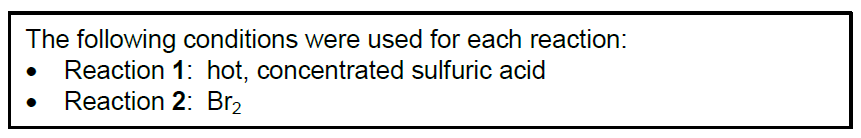 The following conditions were used for each reaction:
• Reaction 1: hot, concentrated sulfuric acid
• Reaction 2: Br₂